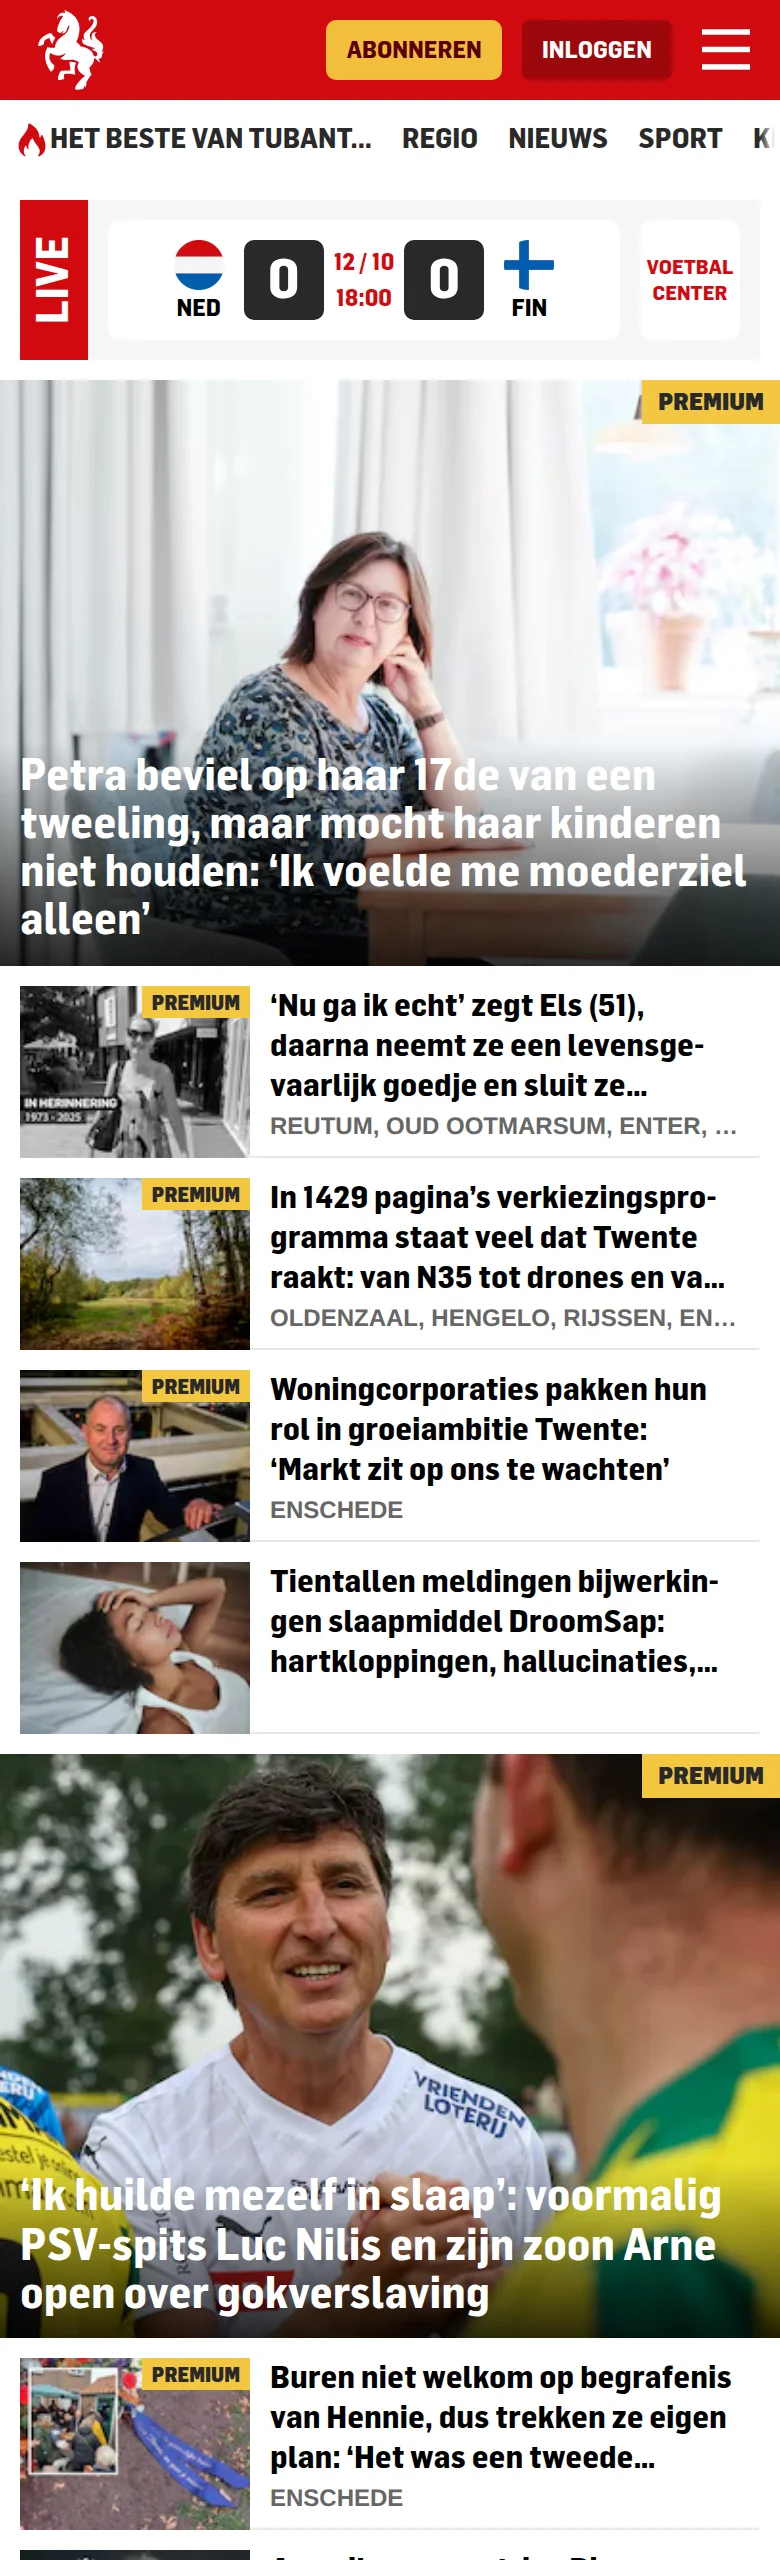 ABONNEREN
INLOGGEN
HET BESTE VAN TUBANT... REGIO NIEUWS SPORT
LIVE
NED
0
12 / 10
18:00
0
FIN
VOETBAL
CENTER
PREMIUM
Petra beviel op haar 17de van een
tweeling, maar mocht haar kinderen
niet houden: ‘Ik voelde me moederziel
alleen’
PREMIUM
IN HERINNERING
1973 - 2025
‘Nu ga ik echt’ zegt Els (51),
daarna neemt ze een levensge-
vaarlijk goedje en sluit ze...
REUTUM, OUD OOTMARSUM, ENTER, ...
PREMIUM
In 1429 pagina’s verkiezingspro-
gramma staat veel dat Twente
raakt: van N35 tot drones en va...
OLDENZAAL, HENGELO, RIJSSEN, EN...
PREMIUM
Woningcorporaties pakken hun
rol in groeiambitie Twente:
‘Markt zit op ons te wachten’
ENSCHEDE
Tientallen meldingen bijwerkin-
gen slaapmiddel DroomSap:
hartkloppingen, hallucinaties,...
PREMIUM
VRIENDEN
LOTERIJ
‘Ik huilde mezelf in slaap’: voormalig
PSV-spits Luc Nilis en zijn zoon Arne
open over gokverslaving
PREMIUM
Buren niet welkom op begrafenis
van Hennie, dus trekken ze eigen
plan: ‘Het was een tweede...
ENSCHEDE